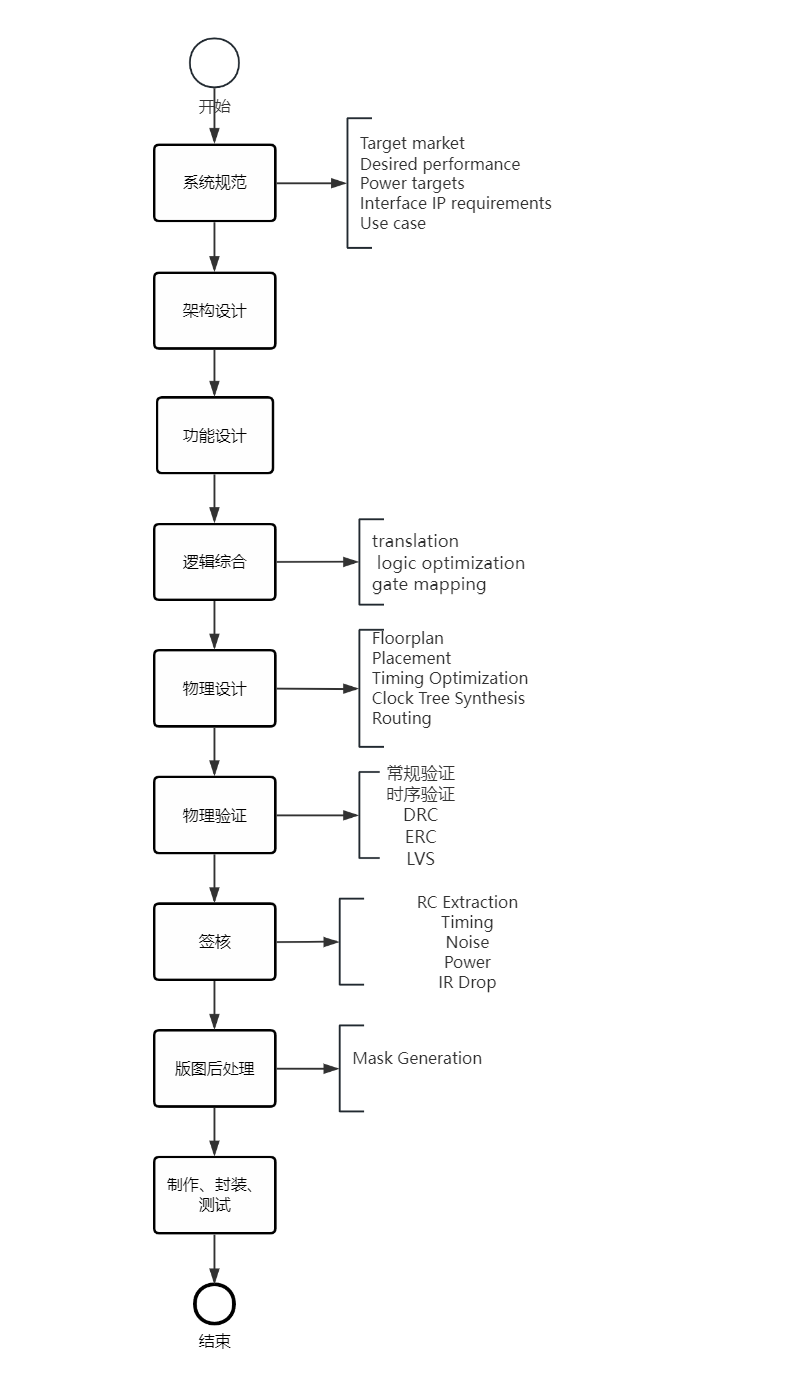 开始
系统规范
Target market
Desired performance
Power targets
Interface IP requirements
Use case
架构设计
功能设计
逻辑综合
translation
logic optimization
gate mapping
物理设计
Floorplan
Placement
Timing Optimization
Clock Tree Synthesis
Routing
物理验证
常规验证
时序验证
DRC
ERC
LVS
签核
RC Extraction
Timing
Noise
Power
IR Drop
版图后处理
Mask Generation
制作、封装、
测试
结束